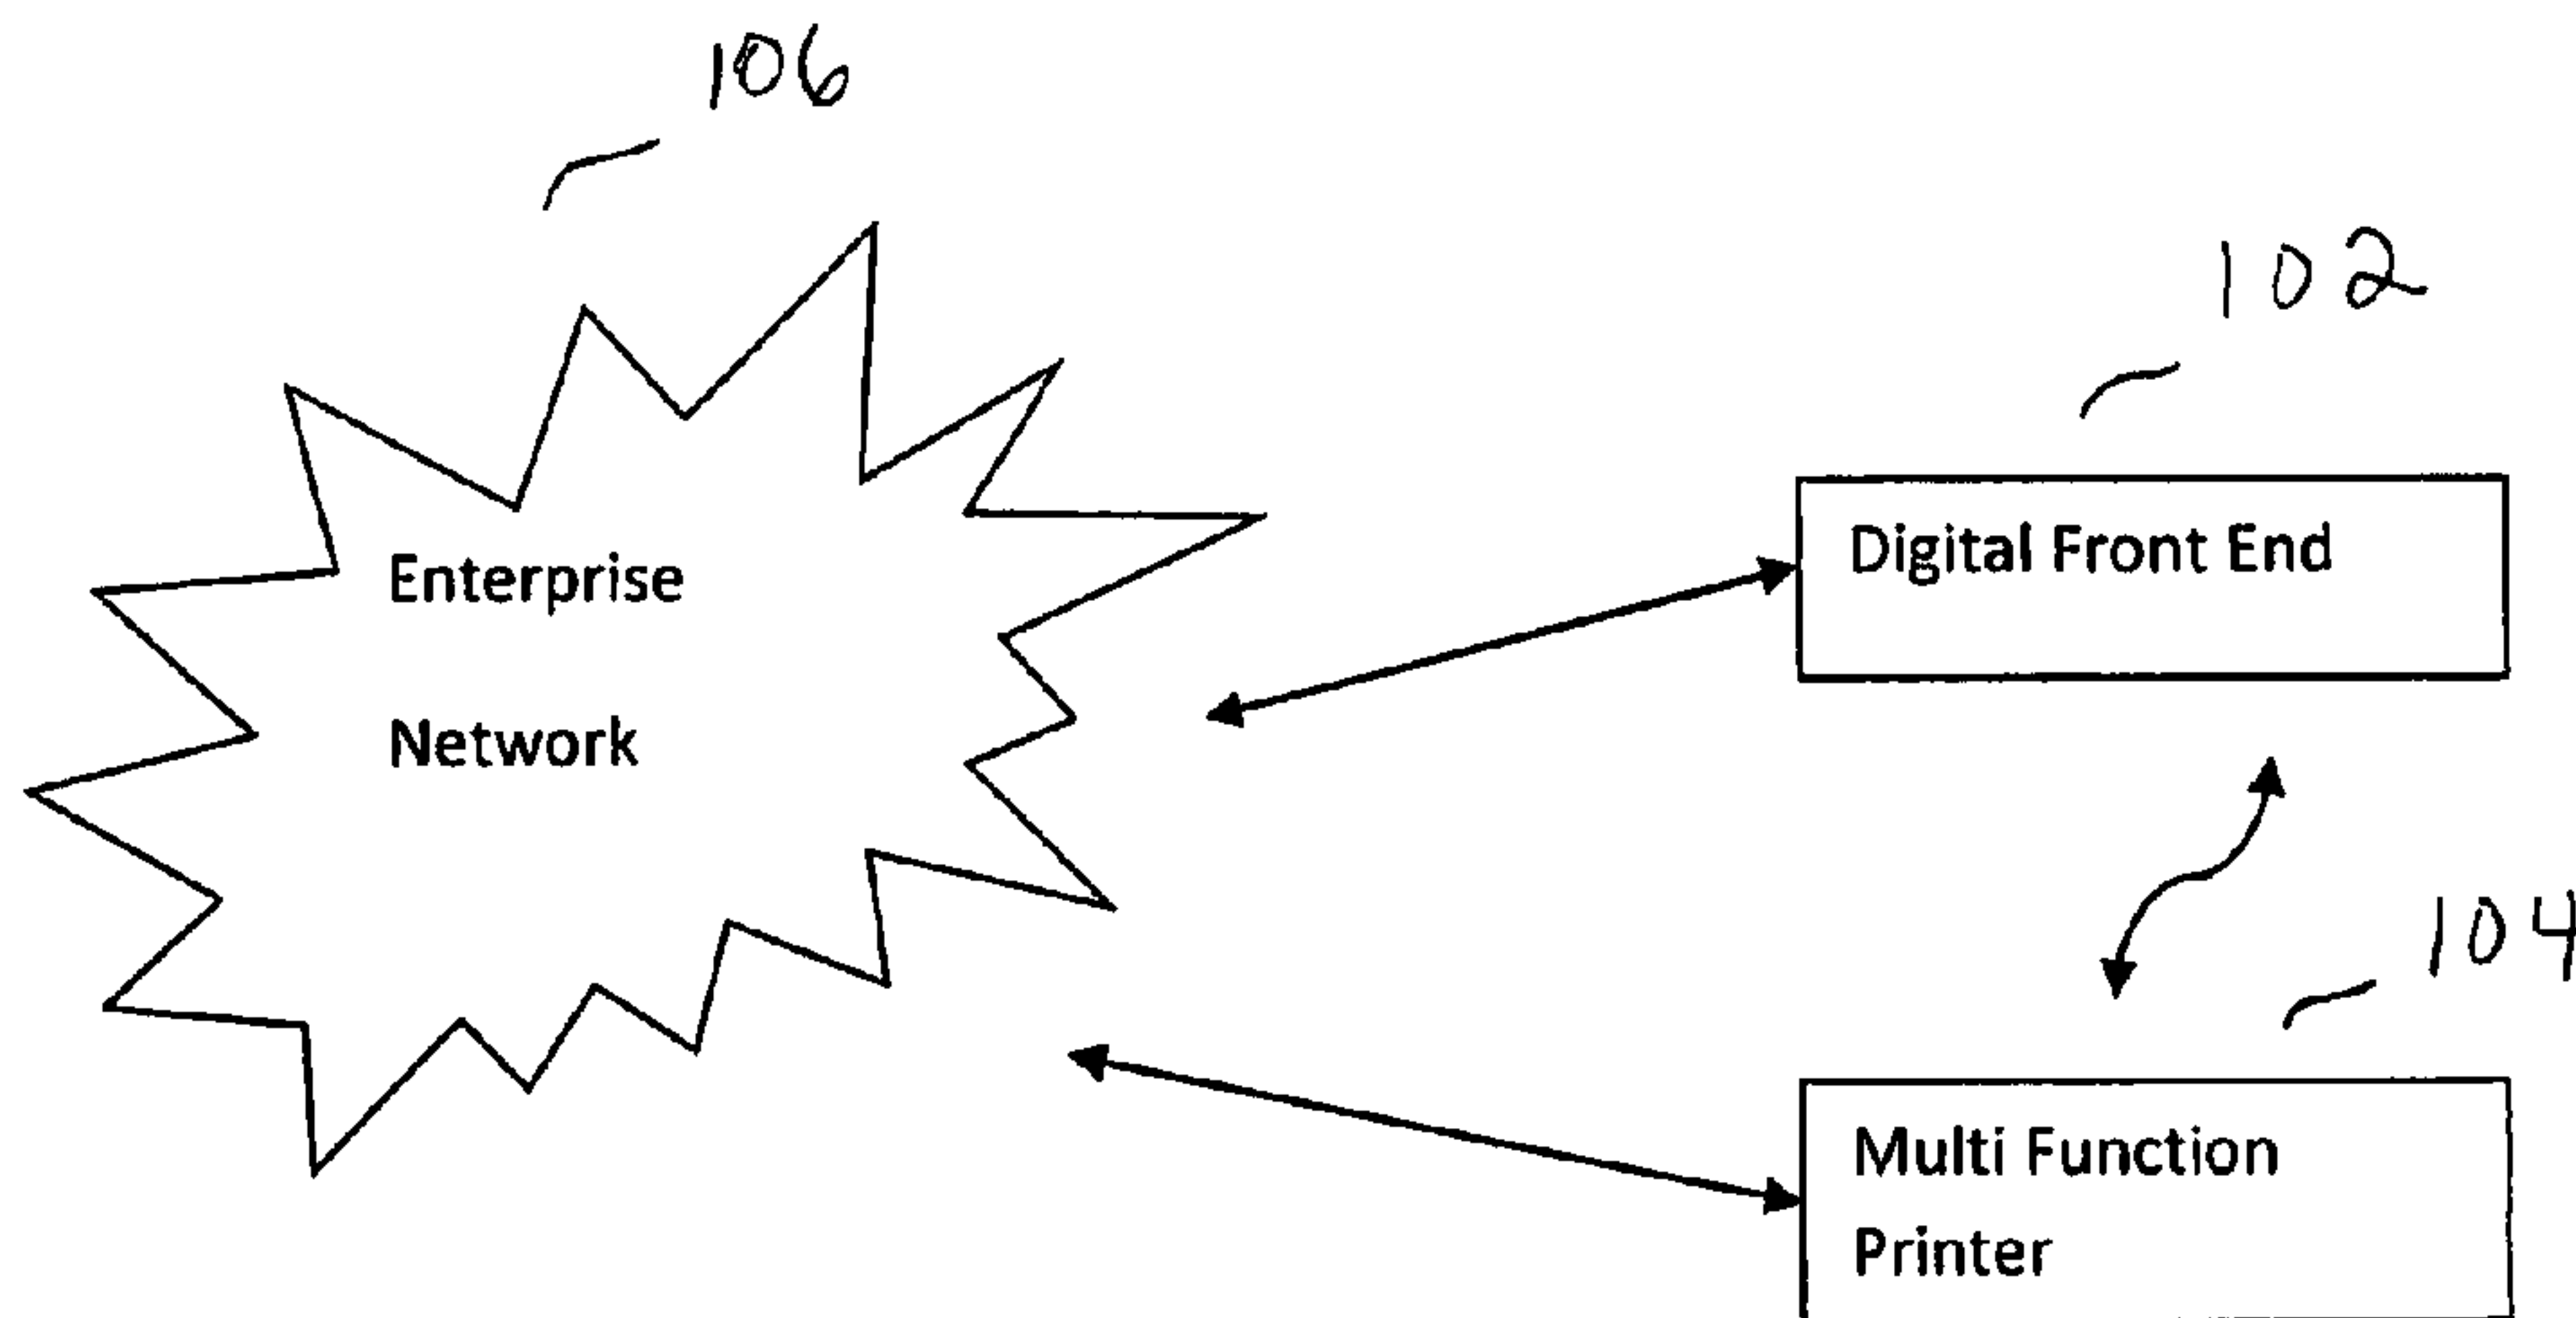 106
102
Enterprise
Network
Digital Front End
104
Multi Function
Printer